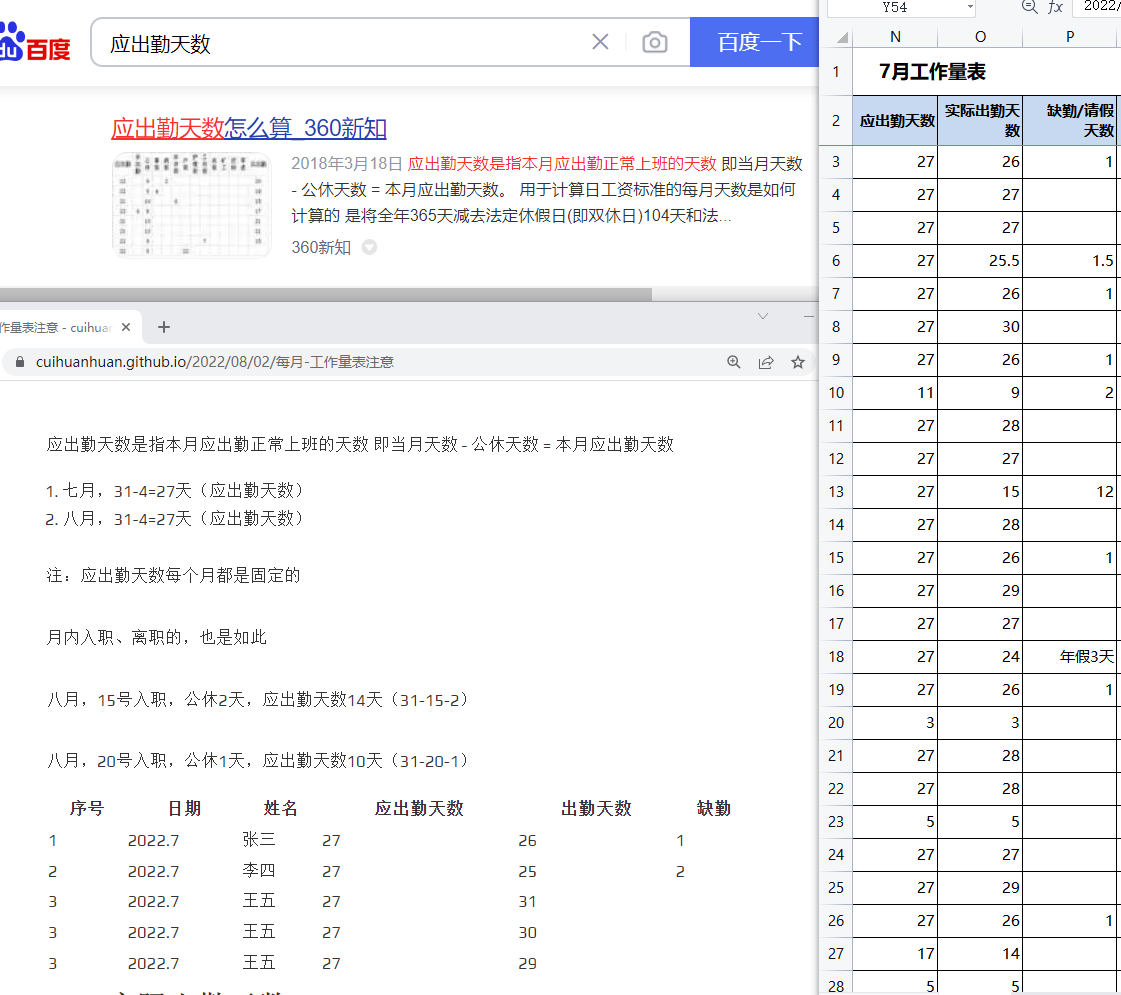 百度
应出勤天数
百度一下
应出勤天数怎么算_360新知
2018年3月18日 应出勤天数是指本月应出勤正常上班的天数 即当月天数
- 公休天数 = 本月应出勤天数。 用于计算日工资标准的每月天数是如何
计算的 是将全年365天减去法定休假日(即双休日)104天和法...
360新知
作量表注意 - cuihuan
cuihuanhuan.github.io/2022/08/02/每月-工作量表注意
应出勤天数是指本月应出勤正常上班的天数 即当月天数 - 公休天数 = 本月应出勤天数
1. 七月，31-4=27天（应出勤天数）
2. 八月，31-4=27天（应出勤天数）
注：应出勤天数每个月都是固定的
月内入职、离职的，也是如此
八月，15号入职，公休2天，应出勤天数14天（31-15-2）
八月，20号入职，公休1天，应出勤天数10天（31-20-1）
序号 日期 姓名 应出勤天数 出勤天数 缺勤
1 2022.7 张三 27 26 1
2 2022.7 李四 27 25 2
3 2022.7 王五 27 31
3 2022.7 王五 27 30
3 2022.7 王五 27 29
Y54 fx 2022/
N O P
1 7月工作量表
2 应出勤天数 实际出勤天数 缺勤/请假天数
3 27 26 1
4 27 27
5 27 27
6 27 25.5 1.5
7 27 26 1
8 27 30
9 27 26 1
10 11 9 2
11 27 28
12 27 27
13 27 15 12
14 27 28
15 27 26 1
16 27 29
17 27 27
18 27 24 年假3天
19 27 26 1
20 3 3
21 27 28
22 27 28
23 5 5
24 27 27
25 27 29
26 27 26 1
27 17 14
28 5 5